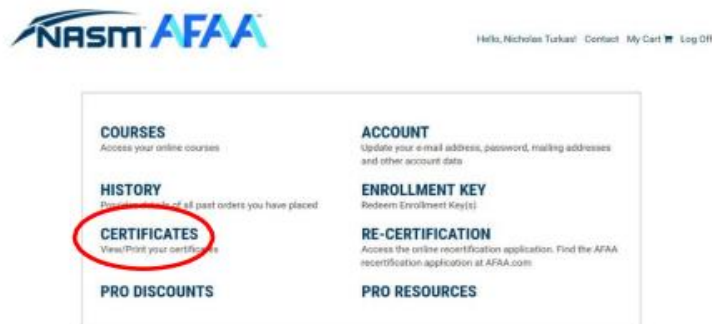 NASM AFAA
Hello, Nicholas Turkas! Contact My Cart Log Off
COURSES
Access your online courses
ACCOUNT
Update your e-mail address, password, mailing addresses
and other account data
HISTORY
Provides details of all past orders you have placed
ENROLLMENT KEY
Redeem Enrollment Key(s)
CERTIFICATES
View/Print your certificates
RE-CERTIFICATION
Access the online recertification application. Find the AFAA
recertification application at AFAA.com
PRO DISCOUNTS
PRO RESOURCES